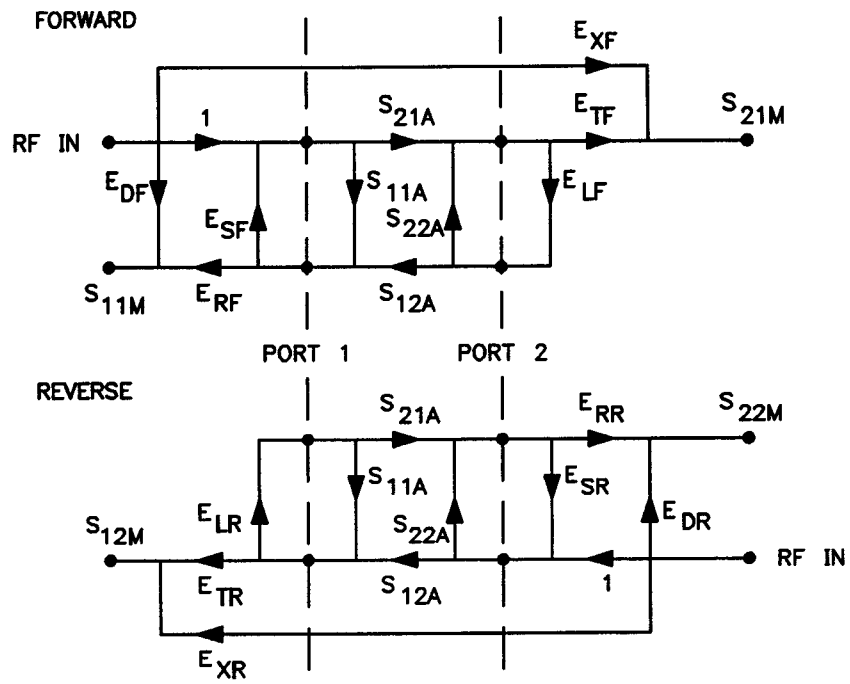 FORWARD
E_XF
1
S_21A
E_TF
S_21M
RF IN
E_DF
S_11A
E_LF
E_SF
S_22A
S_11M
E_RF
S_12A
PORT 1
PORT 2
REVERSE
S_21A
E_RR
S_22M
S_11A
E_SR
E_LR
S_22A
E_DR
S_12M
RF IN
E_TR
S_12A
1
E_XR